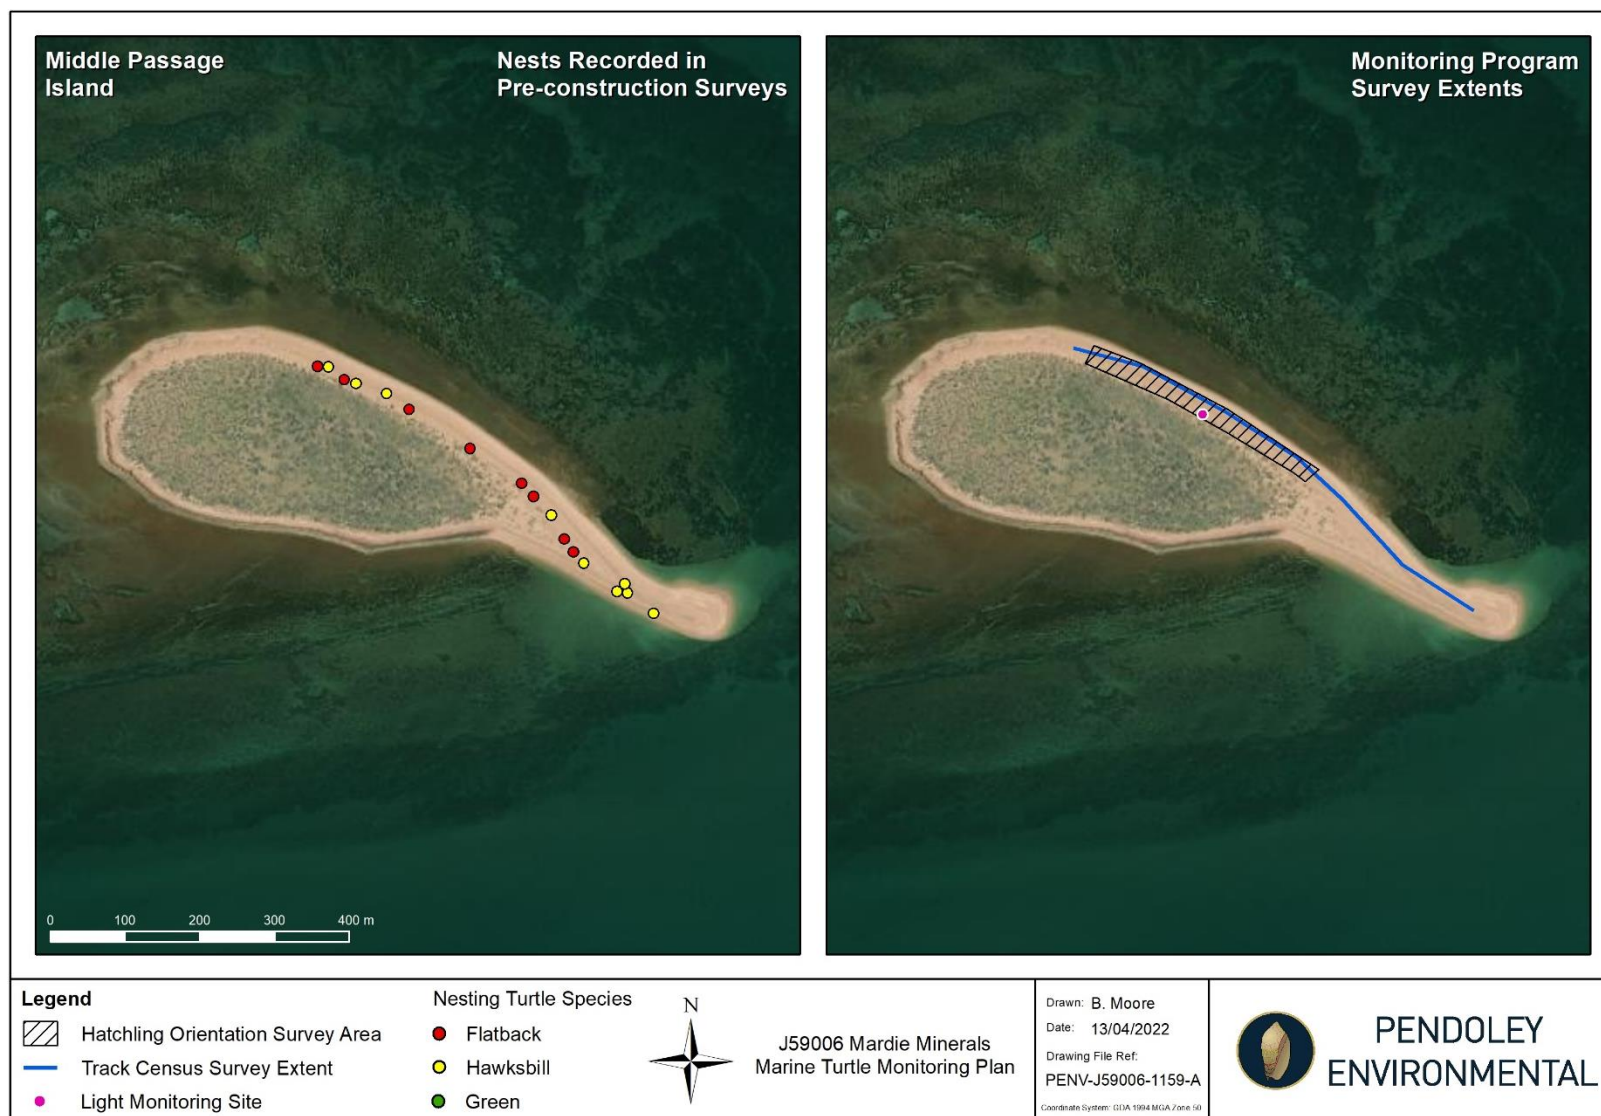 Middle Passage
Island
Nests Recorded in
Pre-construction Surveys
Monitoring Program
Survey Extents
0 100 200 300 400 m
Legend
Hatchling Orientation Survey Area
Track Census Survey Extent
Light Monitoring Site
Nesting Turtle Species
Flatback
Hawksbill
Green
N
J59006 Mardie Minerals
Marine Turtle Monitoring Plan
Drawn: B. Moore
Date: 13/04/2022
Drawing File Ref:
PENV-J59006-1159-A
Coordinate System: GDA 1994 MGA Zone 50
PENDOLEY
ENVIRONMENTAL